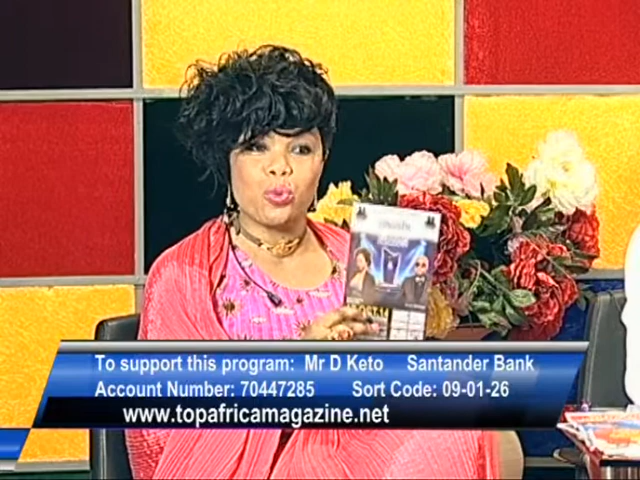 To support this program: Mr D Keto Santander Bank
Account Number: 70447285 Sort Code: 09-01-26
www.topafricamagazine.net